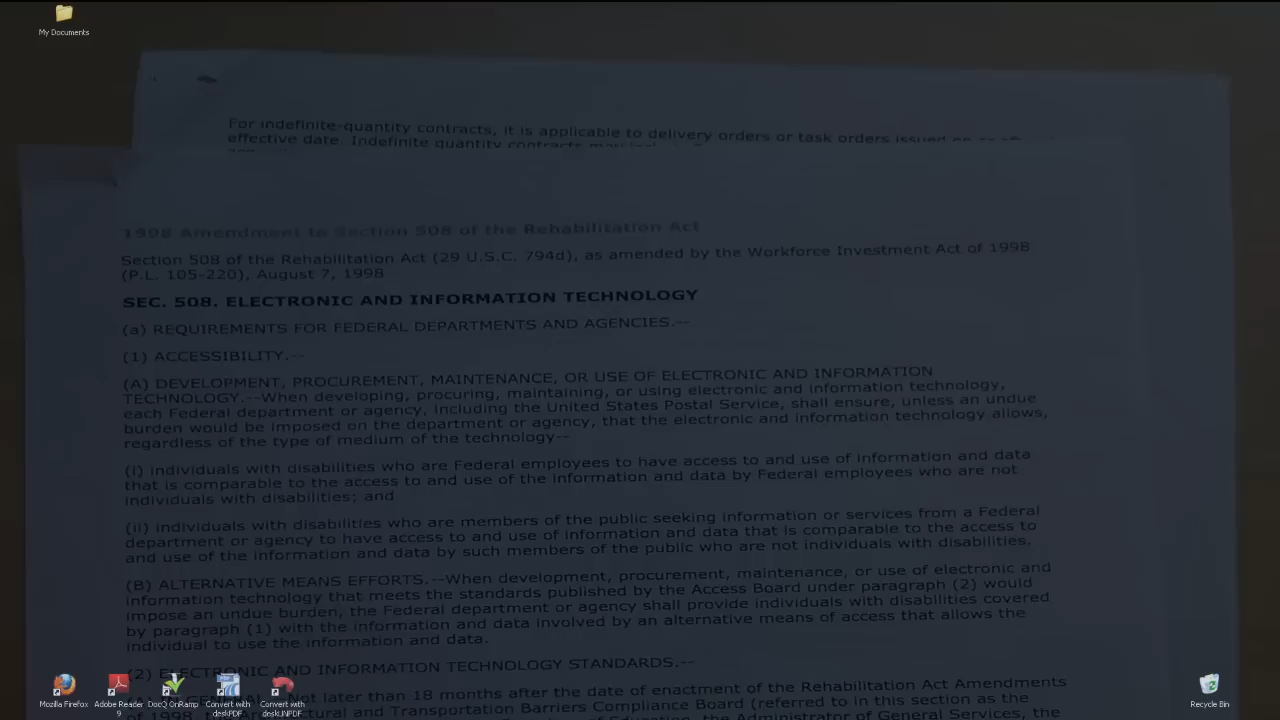 My Documents
For indefinite-quantity contracts, it is applicable to delivery orders or task orders issued on
effective date. Indefinite quantity contracts
1998 Amendment to Section 508 of the Rehabilitation Act
Section 508 of the Rehabilitation Act (29 U.S.C. 794d), as amended by the Workforce Investment Act of 1998
(P.L. 105-220), August 7, 1998
SEC. 508. ELECTRONIC AND INFORMATION TECHNOLOGY
(a) REQUIREMENTS FOR FEDERAL DEPARTMENTS AND AGENCIES.--
(1) ACCESSIBILITY.--
(A) DEVELOPMENT, PROCUREMENT, MAINTENANCE, OR USE OF ELECTRONIC AND INFORMATION
TECHNOLOGY.--When developing, procuring, maintaining, or using electronic and information technology,
each Federal department or agency, including the United States Postal Service, shall ensure, unless an undue
burden would be imposed on the department or agency, that the electronic and information technology allows,
regardless of the type of medium of the technology--
(i) individuals with disabilities who are Federal employees to have access to and use of information and data
that is comparable to the access to and use of the information and data by Federal employees who are not
individuals with disabilities; and
(ii) individuals with disabilities who are members of the public seeking information or services from a Federal
department or agency to have access to and use of information and data that is comparable to the access to
and use of the information and data by such members of the public who are not individuals with disabilities.
(B) ALTERNATIVE MEANS EFFORTS.--When development, procurement, maintenance, or use of electronic and
information technology that meets the standards published by the Access Board under paragraph (2) would
impose an undue burden, the Federal department or agency shall provide individuals with disabilities covered
by paragraph (1) with the information and data involved by an alternative means of access that allows the
individual to use the information and data.
(2) ELECTRONIC AND INFORMATION TECHNOLOGY STANDARDS.--
Not later than 18 months after the date of enactment of the Rehabilitation Act Amendments
of 1998, and Transportation Barriers Compliance Board (referred to in this section as the
the Administrator of General Services, the
Mozilla Firefox
Adobe Reader
9
DocQ OnRamp
Convert with
deskPDF
Convert with
deskUNPDF
Recycle Bin